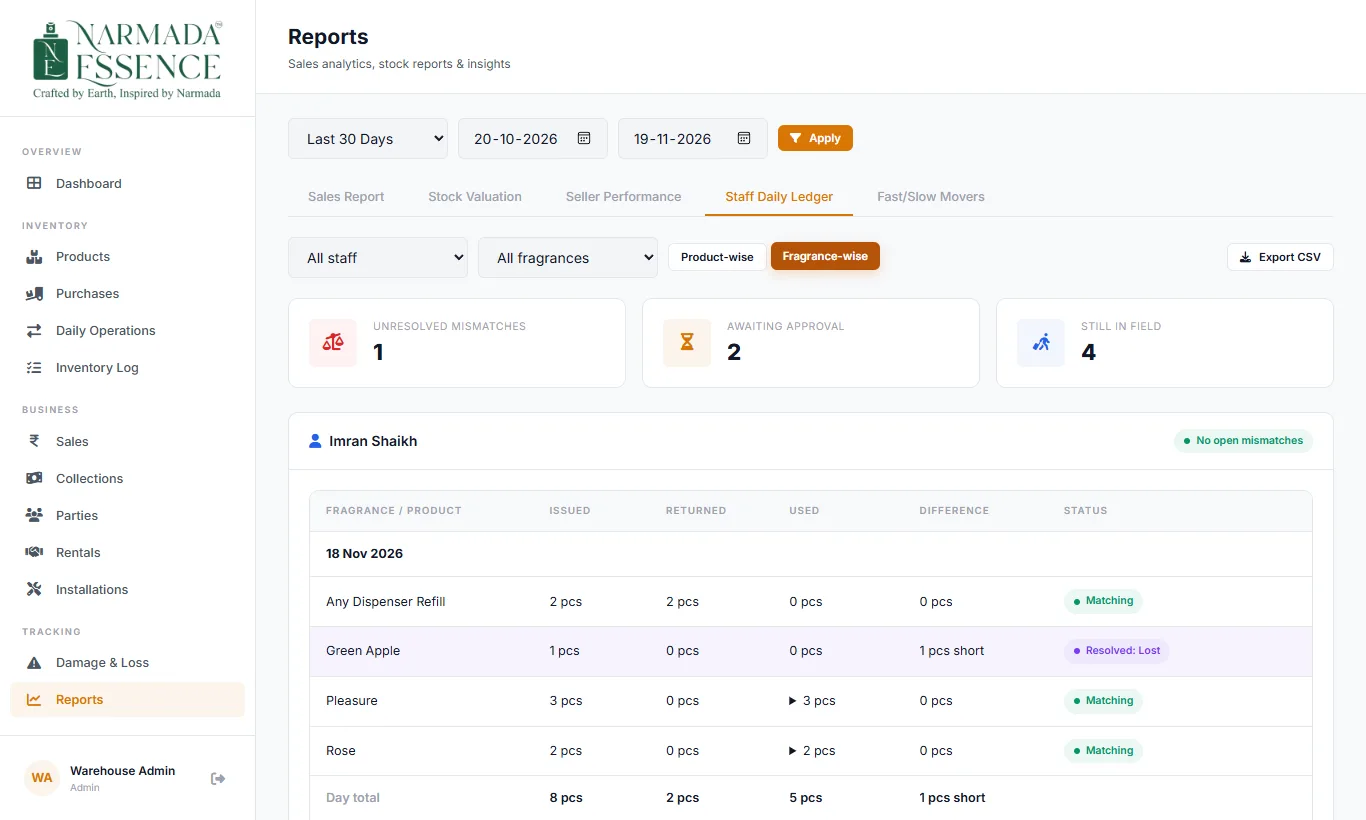 NARMADA
TM
N
E
ESSENCE
Crafted by Earth, Inspired by Narmada
OVERVIEW
Dashboard
INVENTORY
Products
Purchases
Daily Operations
Inventory Log
BUSINESS
₹ Sales
Collections
Parties
Rentals
Installations
TRACKING
Damage & Loss
Reports
WA
Warehouse Admin
Admin
Reports
Sales analytics, stock reports & insights
Last 30 Days 20-10-2026 19-11-2026 Apply
Sales Report Stock Valuation Seller Performance Staff Daily Ledger Fast/Slow Movers
All staff All fragrances Product-wise Fragrance-wise Export CSV
UNRESOLVED MISMATCHES
1
AWAITING APPROVAL
2
STILL IN FIELD
4
Imran Shaikh No open mismatches
FRAGRANCE / PRODUCT ISSUED RETURNED USED DIFFERENCE STATUS
18 Nov 2026
Any Dispenser Refill 2 pcs 2 pcs 0 pcs 0 pcs Matching
Green Apple 1 pcs 0 pcs 0 pcs 1 pcs short Resolved: Lost
Pleasure 3 pcs 0 pcs 3 pcs 0 pcs Matching
Rose 2 pcs 0 pcs 2 pcs 0 pcs Matching
Day total 8 pcs 2 pcs 5 pcs 1 pcs short